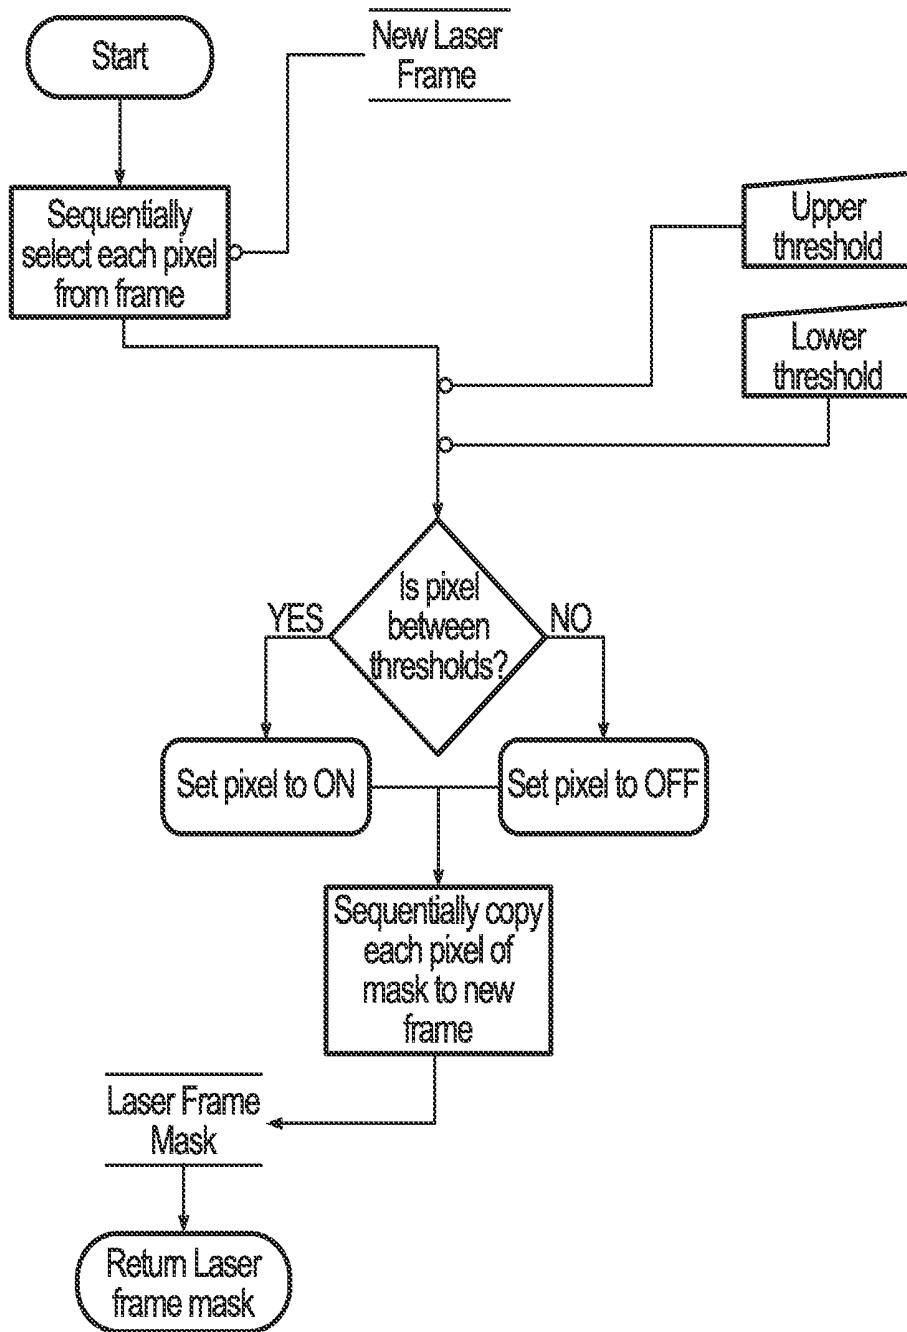 Start
New Laser
Frame
Sequentially
select each pixel
from frame
Upper
threshold
Lower
threshold
Is pixel
between
thresholds?
YES
NO
Set pixel to ON
Set pixel to OFF
Sequentially copy
each pixel of
mask to new
frame
Laser Frame
Mask
Return Laser
frame mask